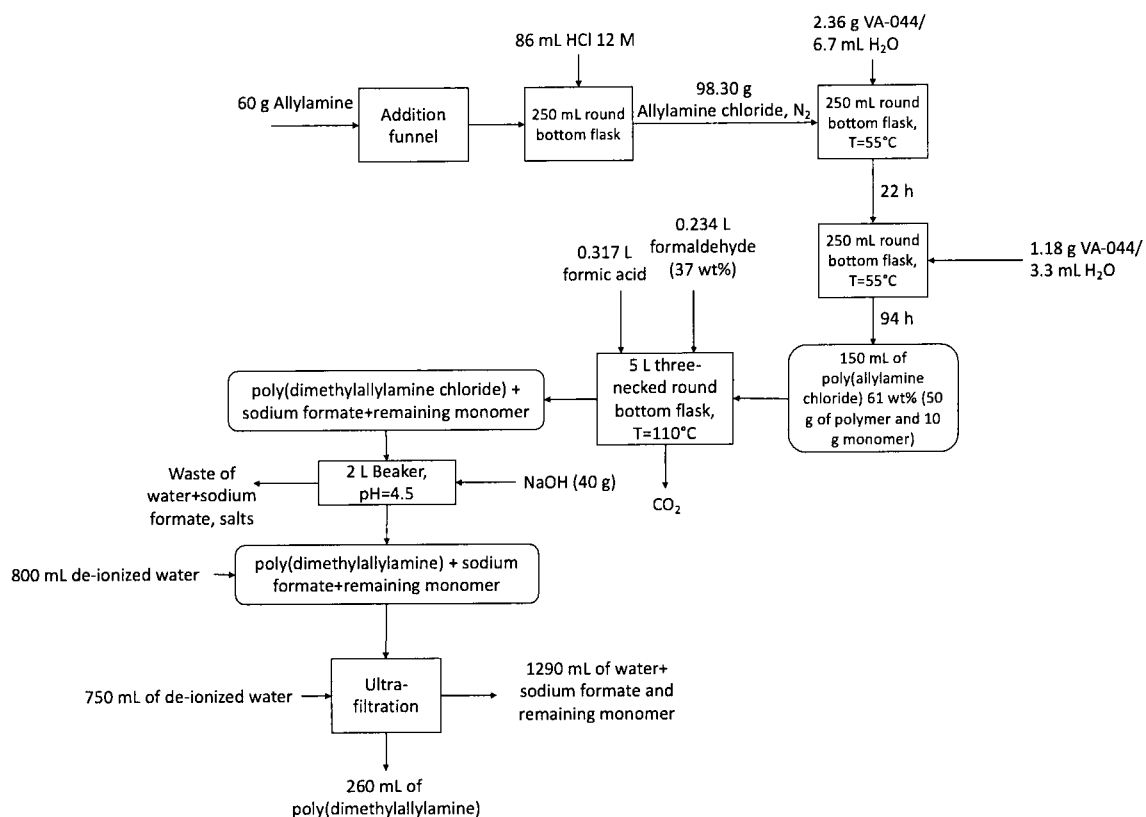 86 mL HCl 12 M
2.36 g VA-044/
6.7 mL H₂O
60 g Allylamine
Addition
funnel
250 mL round
bottom flask
98.30 g
Allylamine chloride, N₂
250 mL round
bottom flask,
T=55°C
22 h
250 mL round
bottom flask,
T=55°C
1.18 g VA-044/
3.3 mL H₂O
94 h
0.317 L
formic acid
0.234 L
formaldehyde
(37 wt%)
150 mL of
poly(allylamine
chloride) 61 wt% (50
g of polymer and 10
g monomer)
5 L three-
necked round
bottom flask,
T=110°C
CO₂
poly(dimethylallylamine chloride) +
sodium formate+remaining monomer
2 L Beaker,
pH=4.5
NaOH (40 g)
Waste of
water+sodium
formate, salts
poly(dimethylallylamine) + sodium
formate+remaining monomer
800 mL de-ionized water
750 mL of de-ionized water
Ultra-
filtration
1290 mL of water+
sodium formate and
remaining monomer
260 mL of
poly(dimethylallylamine)